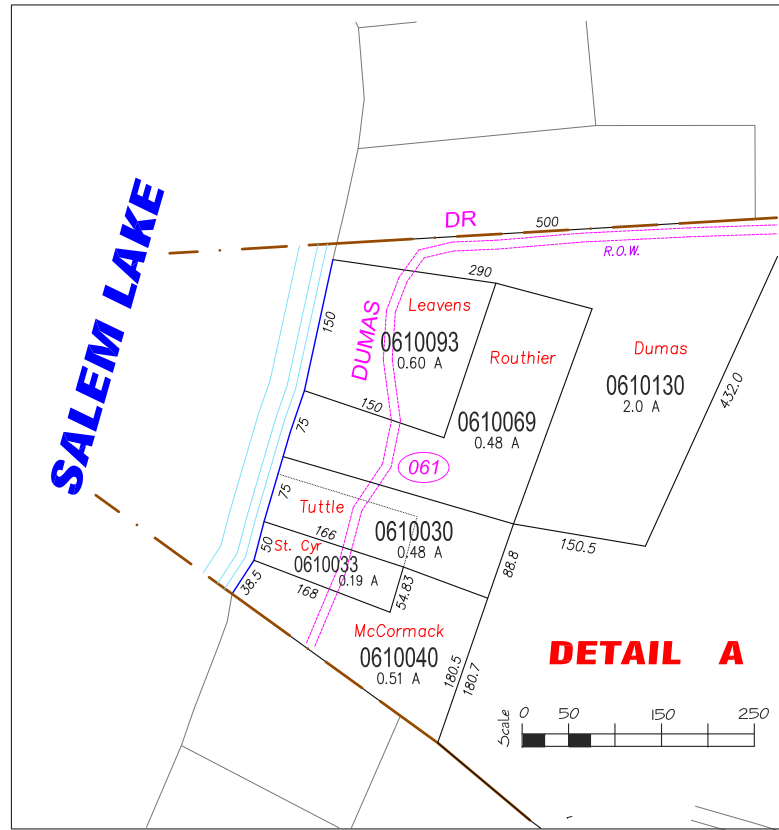 DR
500
R.O.W.
SALEM LAKE
290
150
Leavens
DUMAS
0610093
0.60 A
Routhier
Dumas
0610130
2.0 A
432.0
150
0610069
0.48 A
75
061
75
Tuttle
166
0610030
0.48 A
50
St. Cyr
0610033
0.19 A
150.5
88.8
38.5
168
54.83
McCormack
0610040
0.51 A
180.5
180.7
DETAIL A
Scale
0 50 150 250